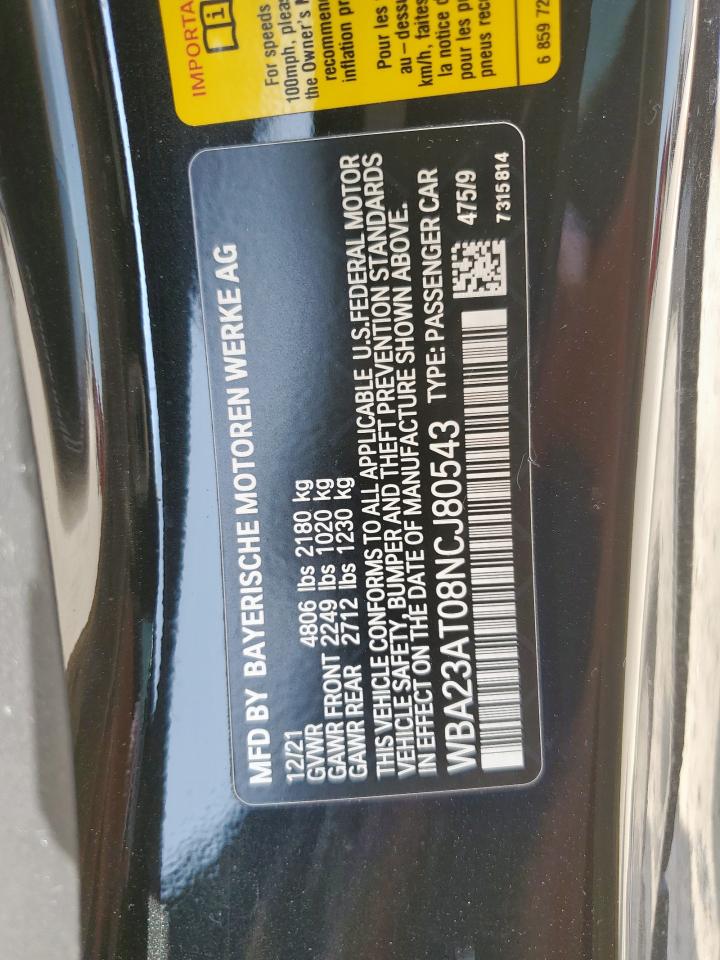 MFD BY BAYERISCHE MOTOREN WERKE AG
12/21
GVWR 4806 lbs 2180 kg
GAWR FRONT 2249 lbs 1020 kg
GAWR REAR 2712 lbs 1230 kg
THIS VEHICLE CONFORMS TO ALL APPLICABLE U.S.FEDERAL MOTOR
VEHICLE SAFETY, BUMPER AND THEFT PREVENTION STANDARDS
IN EFFECT ON THE DATE OF MANUFACTURE SHOWN ABOVE.
WBA23AT08NCJ80543 TYPE: PASSENGER CAR
475/9
7315814
For speeds
100mph,
the Owner's
recommen
inflation
Pour les
au-dessu
km/h, faites
la notice
pour les
pneus
6 859 72